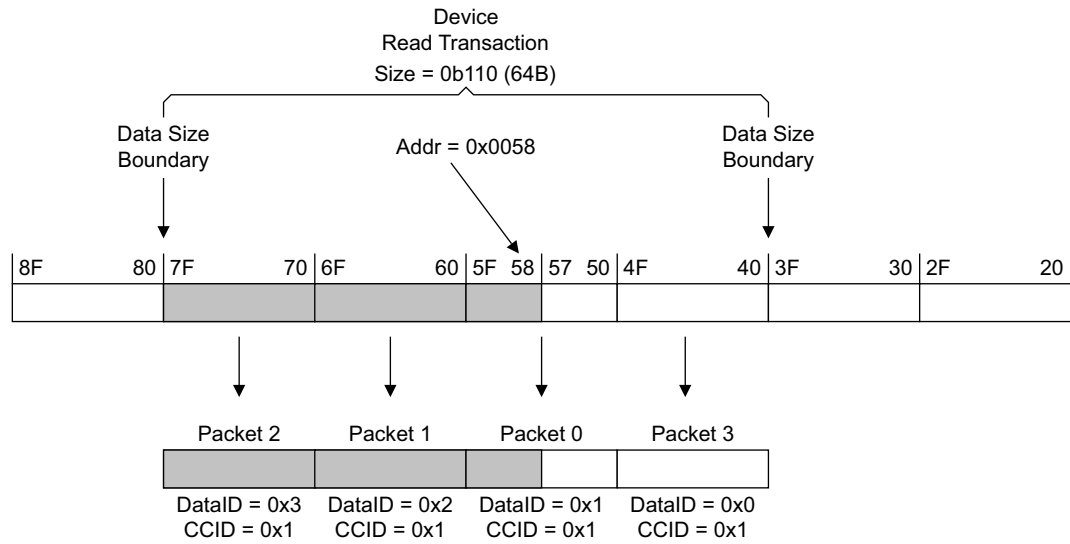 Device
Read Transaction
Size = 0b110 (64B)
Data Size
Boundary
Addr = 0x0058
Data Size
Boundary
8F 80 7F 70 6F 60 5F 58 57 50 4F 40 3F 30 2F 20
Packet 2 Packet 1 Packet 0 Packet 3
DataID = 0x3 DataID = 0x2 DataID = 0x1 DataID = 0x0
CCID = 0x1 CCID = 0x1 CCID = 0x1 CCID = 0x1